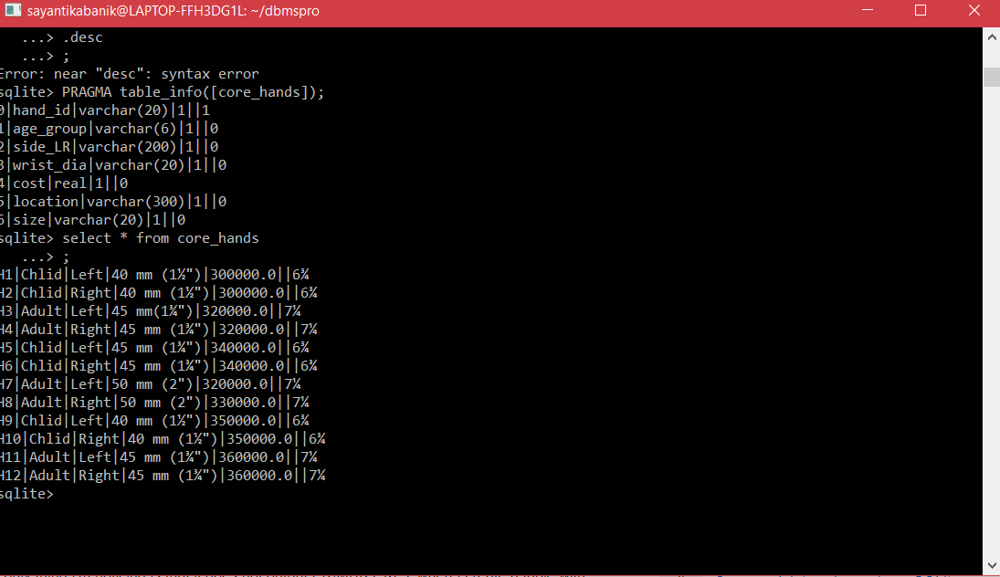 sayantikabanik@LAPTOP-FFH3DG1L: ~/dbmspro
...> .desc
...> ;
Error: near "desc": syntax error
sqlite> PRAGMA table_info([core_hands]);
0|hand_id|varchar(20)|1||1
1|age_group|varchar(6)|1||0
2|side_LR|varchar(200)|1||0
3|wrist_dia|varchar(20)|1||0
4|cost|real|1||0
5|location|varchar(300)|1||0
6|size|varchar(20)|1||0
sqlite> select * from core_hands
...> ;
H1|Chlid|Left|40 mm (1½")|300000.0||6¾
H2|Chlid|Right|40 mm (1½")|300000.0||6¾
H3|Adult|Left|45 mm(1¾")|320000.0||7¼
H4|Adult|Right|45 mm (1¾")|320000.0||7¼
H5|Chlid|Left|45 mm (1¾")|340000.0||6¾
H6|Chlid|Right|45 mm (1¾")|340000.0||6¾
H7|Adult|Left|50 mm (2")|320000.0||7¼
H8|Adult|Right|50 mm (2")|330000.0||7¼
H9|Chlid|Left|40 mm (1½")|350000.0||6¾
H10|Chlid|Right|40 mm (1½")|350000.0||6¾
H11|Adult|Left|45 mm (1¾")|360000.0||7¼
H12|Adult|Right|45 mm (1¾")|360000.0||7¼
sqlite>